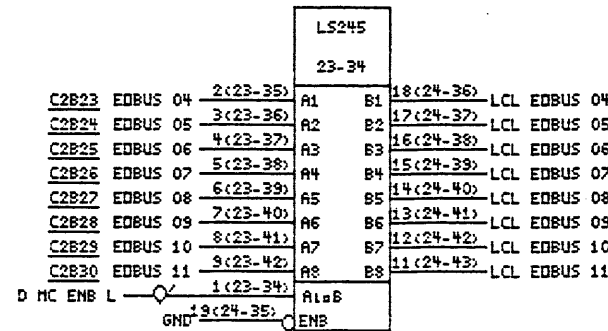 LS245
23-34
C2B23 EDBUS 04 2(23-35) A1 B1 18(24-36) LCL EDBUS 04
C2B24 EDBUS 05 3(23-36) A2 B2 17(24-37) LCL EDBUS 05
C2B25 EDBUS 06 4(23-37) A3 B3 16(24-38) LCL EDBUS 06
C2B26 EDBUS 07 5(23-38) A4 B4 15(24-39) LCL EDBUS 07
C2B27 EDBUS 08 6(23-39) A5 B5 14(24-40) LCL EDBUS 08
C2B28 EDBUS 09 7(23-40) A6 B6 13(24-41) LCL EDBUS 09
C2B29 EDBUS 10 8(23-41) A7 B7 12(24-42) LCL EDBUS 10
C2B30 EDBUS 11 9(23-42) A8 B8 11(24-43) LCL EDBUS 11
D MC ENB L 1(23-34)
GND 19(24-35) ENB